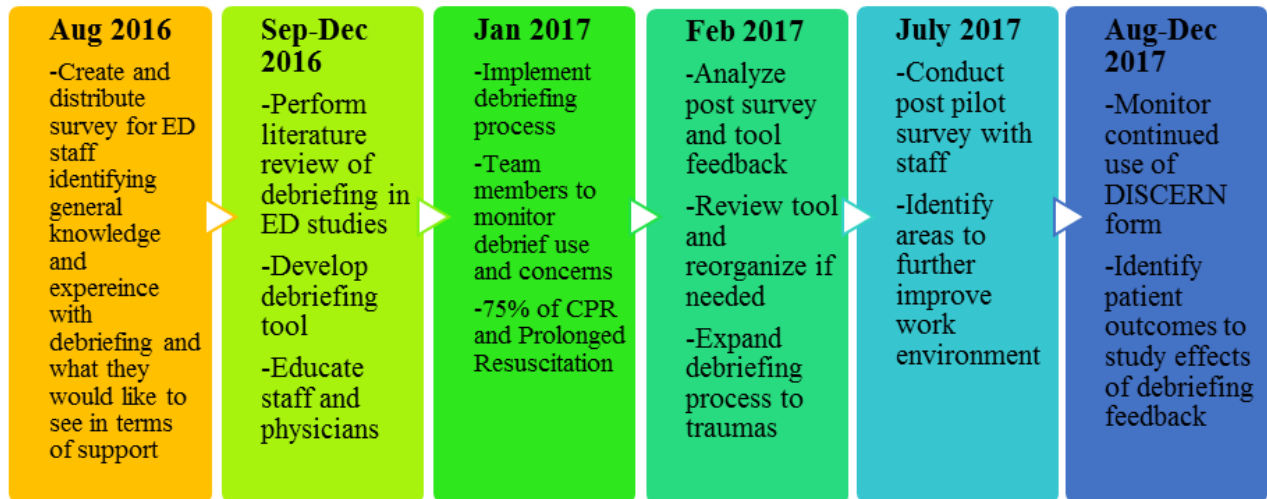 Aug 2016
-Create and
distribute
survey for ED
staff
identifying
general
knowledge
and
expereince
with
debriefing and
what they
would like to
see in terms
of support
Sep-Dec
2016
-Perform
literature
review of
debriefing in
ED studies
-Develop
debriefing
tool
-Educate
staff and
physicians
Jan 2017
-Implement
debriefing
process
-Team
members to
monitor
debrief use
and concerns
-75% of CPR
and Prolonged
Resuscitation
Feb 2017
-Analyze
post survey
and tool
feedback
-Review tool
and
reorganize if
needed
-Expand
debriefing
process to
traumas
July 2017
-Conduct
post pilot
survey with
staff
-Identify
areas to
further
improve
work
environment
Aug-Dec
2017
-Monitor
continued
use of
DISCERN
form
-Identify
patient
outcomes to
study effects
of debriefing
feedback